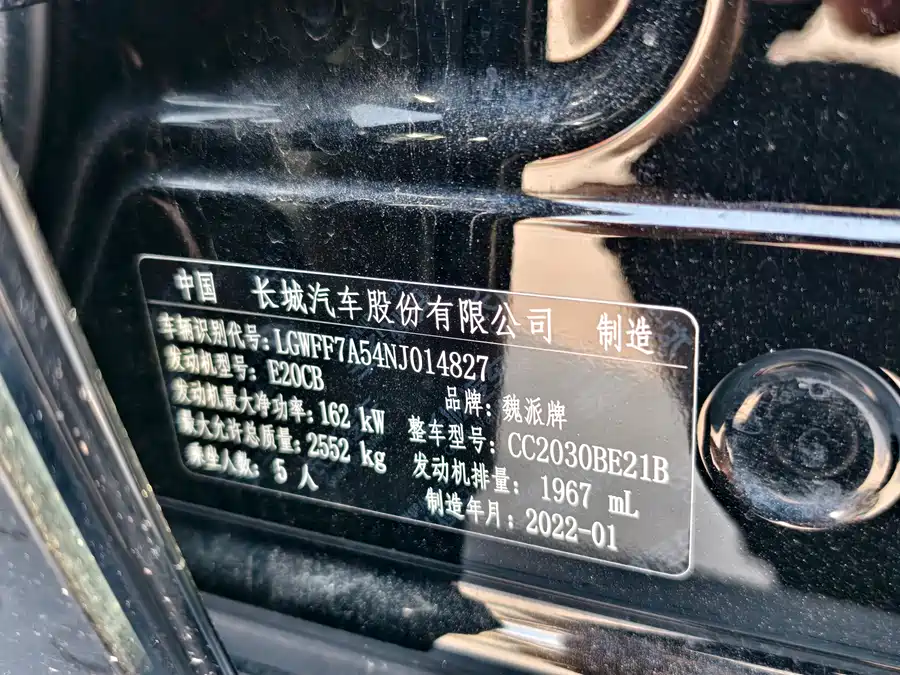 中国 长城汽车股份有限公司 制造
车辆识别代号: LGWFF7A54NJ014827
发动机型号: E20CB 品牌: 魏派牌
发动机最大净功率: 162 kW 整车型号: CC2030BE21B
最大允许总质量: 2552 kg 发动机排量: 1967 mL
乘坐人数: 5 人 制造年月: 2022-01